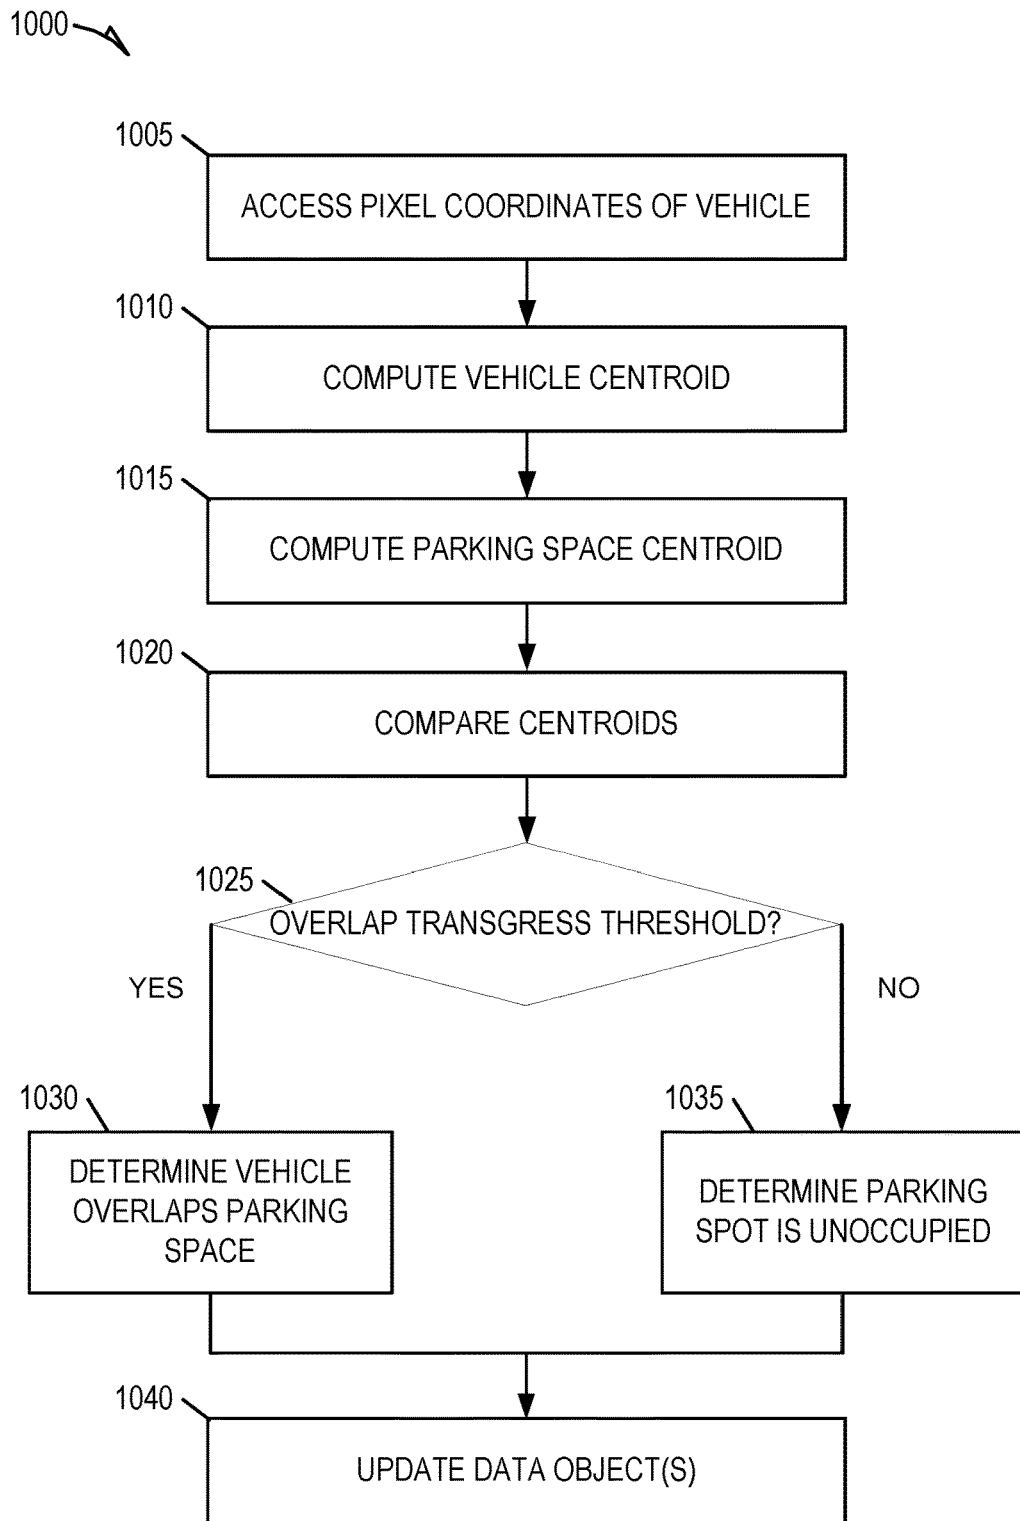 1000
1005
ACCESS PIXEL COORDINATES OF VEHICLE
1010
COMPUTE VEHICLE CENTROID
1015
COMPUTE PARKING SPACE CENTROID
1020
COMPARE CENTROIDS
1025
OVERLAP TRANSGRESS THRESHOLD?
YES
NO
1030
DETERMINE VEHICLE
OVERLAPS PARKING
SPACE
1035
DETERMINE PARKING
SPOT IS UNOCCUPIED
1040
UPDATE DATA OBJECT(S)